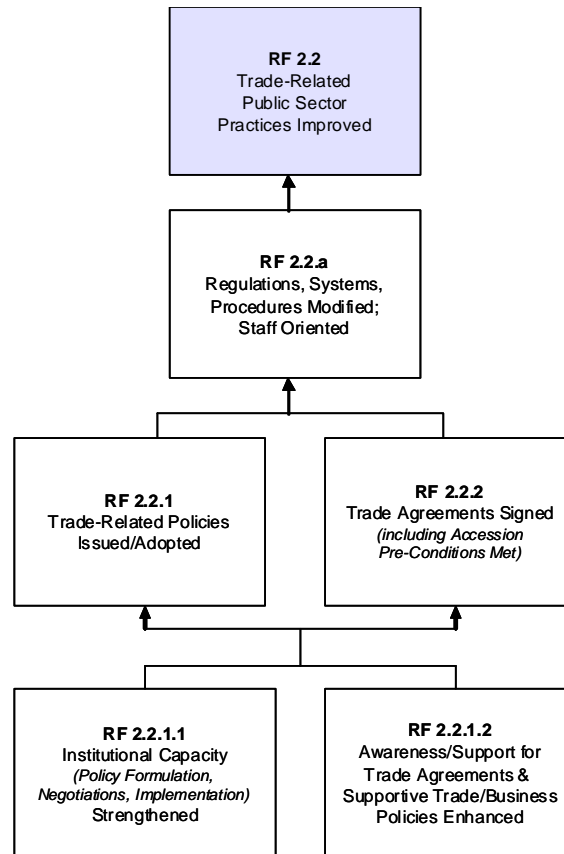 RF 2.2
Trade-Related
Public Sector
Practices Improved
RF 2.2.a
Regulations, Systems,
Procedures Modified;
Staff Oriented
RF 2.2.1
Trade-Related Policies
Issued/Adopted
RF 2.2.2
Trade Agreements Signed
(including Accession
Pre-Conditions Met)
RF 2.2.1.1
Institutional Capacity
(Policy Formulation,
Negotiations, Implementation)
Strengthened
RF 2.2.1.2
Awareness/Support for
Trade Agreements &
Supportive Trade/Business
Policies Enhanced